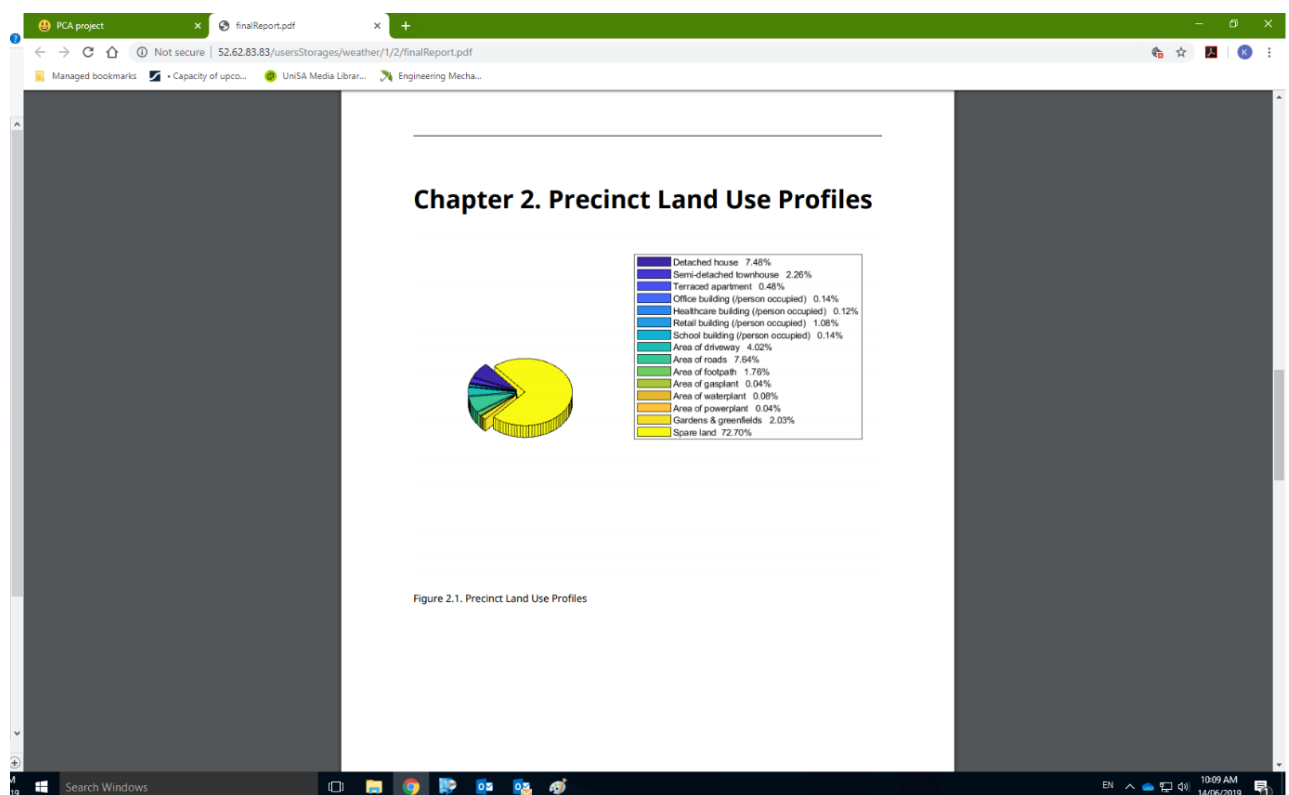 PCA project
finalReport.pdf
Not secure | 52.62.83.83/usersStorages/weather/1/2/finalReport.pdf
K
Managed bookmarks
• Capacity of upco...
UniSA Media Librar...
Engineering Mecha...
Chapter 2. Precinct Land Use Profiles
Detached house 7.48%
Semi-detached townhouse 2.26%
Terraced apartment 0.48%
Office building (/person occupied) 0.14%
Healthcare building (/person occupied) 0.12%
Retail building (/person occupied) 1.08%
School building (/person occupied) 0.14%
Area of driveway 4.02%
Area of roads 7.64%
Area of footpath 1.76%
Area of gasplant 0.04%
Area of waterplant 0.08%
Area of powerplant 0.04%
Gardens & greenfields 2.03%
Spare land 72.70%
Figure 2.1. Precinct Land Use Profiles
M
19
Search Windows
EN
10:09 AM
14/06/2019